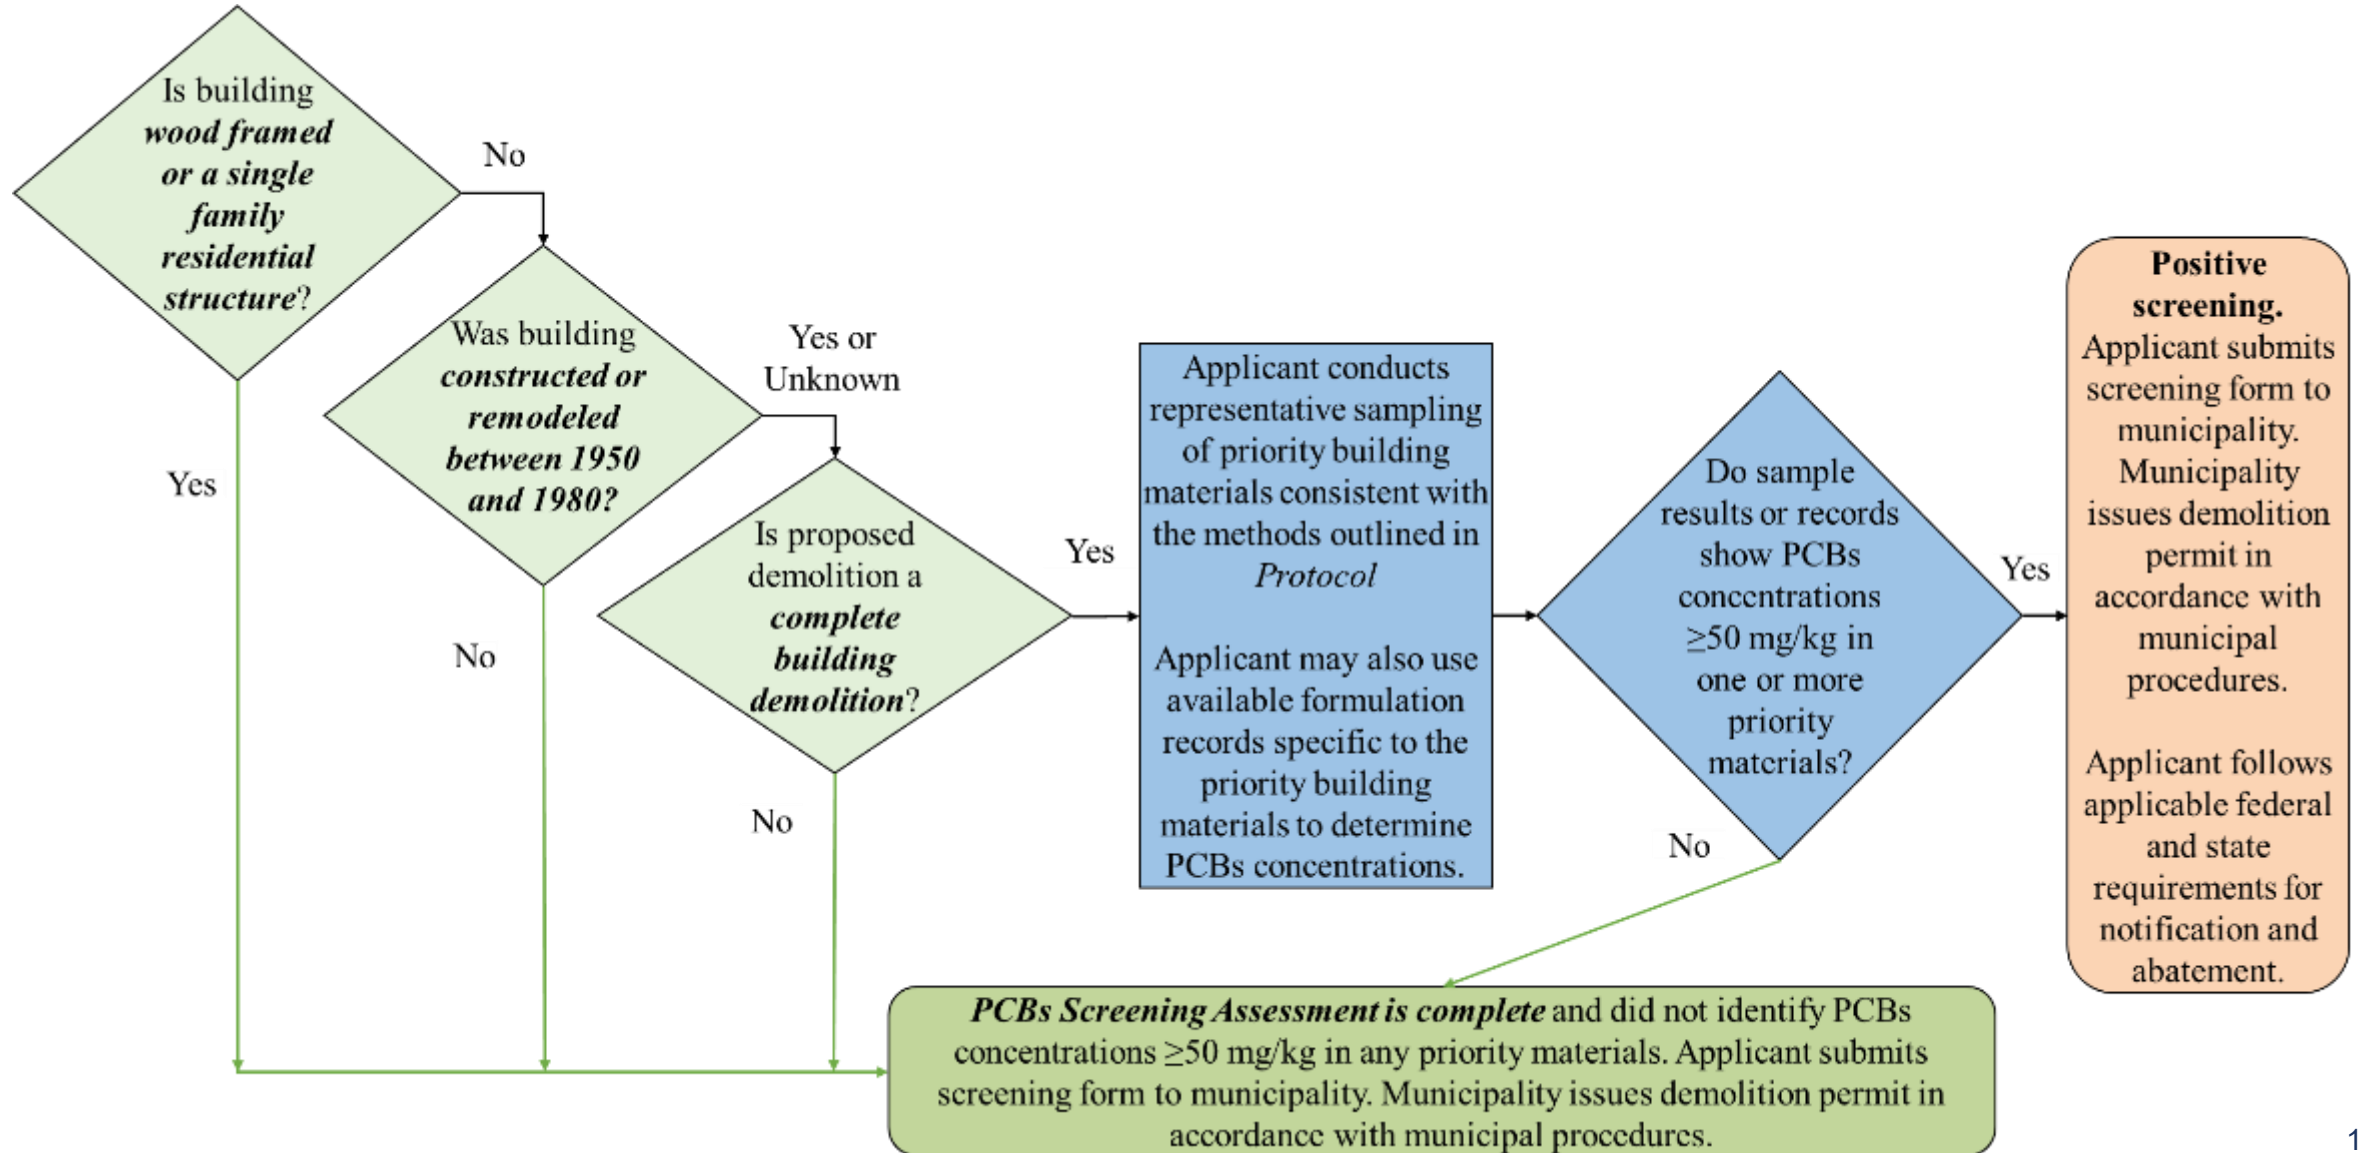 Is building
wood framed
or a single
family
residential
structure?
No
Yes
Was building
constructed or
remodeled
between 1950
and 1980?
Yes or
Unknown
No
Is proposed
demolition a
complete
building
demolition?
Yes
No
Applicant conducts
representative sampling
of priority building
materials consistent with
the methods outlined in
Protocol
Applicant may also use
available formulation
records specific to the
priority building
materials to determine
PCBs concentrations.
Do sample
results or records
show PCBs
concentrations
≥50 mg/kg in
one or more
priority
materials?
Yes
No
Positive
screening.
Applicant submits
screening form to
municipality.
Municipality
issues demolition
permit in
accordance with
municipal
procedures.
Applicant follows
applicable federal
and state
requirements for
notification and
abatement.
PCBs Screening Assessment is complete and did not identify PCBs
concentrations ≥50 mg/kg in any priority materials. Applicant submits
screening form to municipality. Municipality issues demolition permit in
accordance with municipal procedures.
1